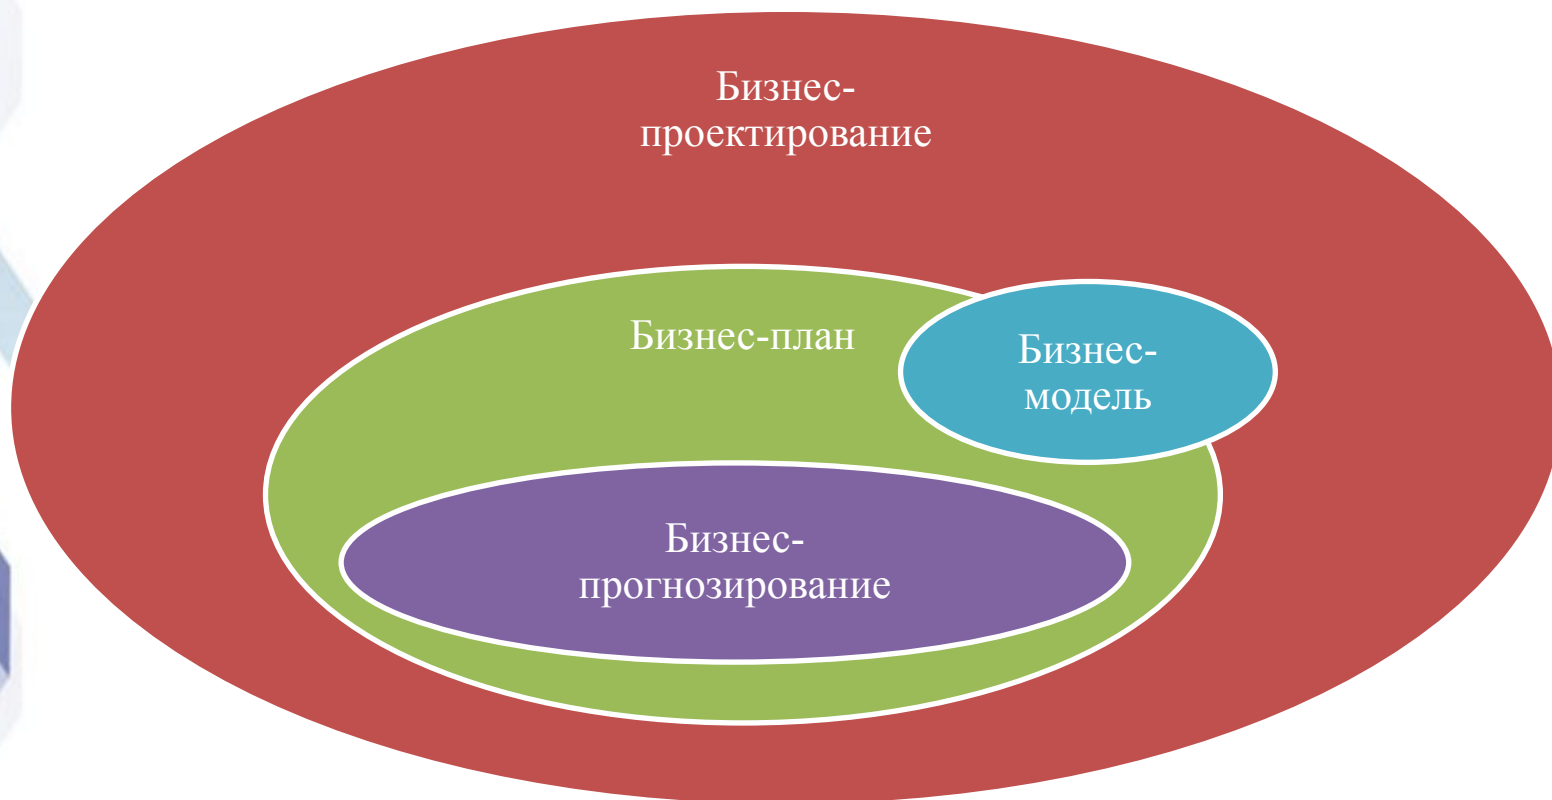 Бизнес-
проектирование
Бизнес-план
Бизнес-
модель
Бизнес-
прогнозирование